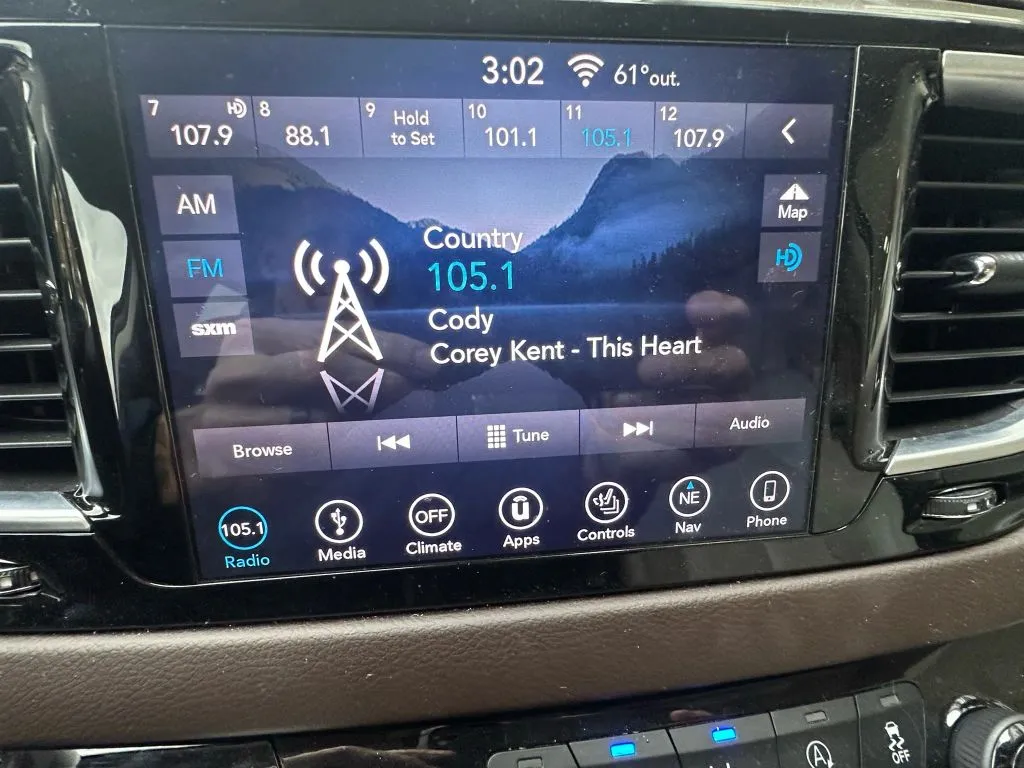 3:02 61°out.
7 HD 8 9 10 11 12
107.9 88.1 Hold to Set 101.1 105.1 107.9
AM
Map
FM
HD
sxm
Country
105.1
Cody
Corey Kent - This Heart
Browse Tune Audio
105.1 OFF NE
Radio Media Climate Apps Controls Nav Phone
A OFF